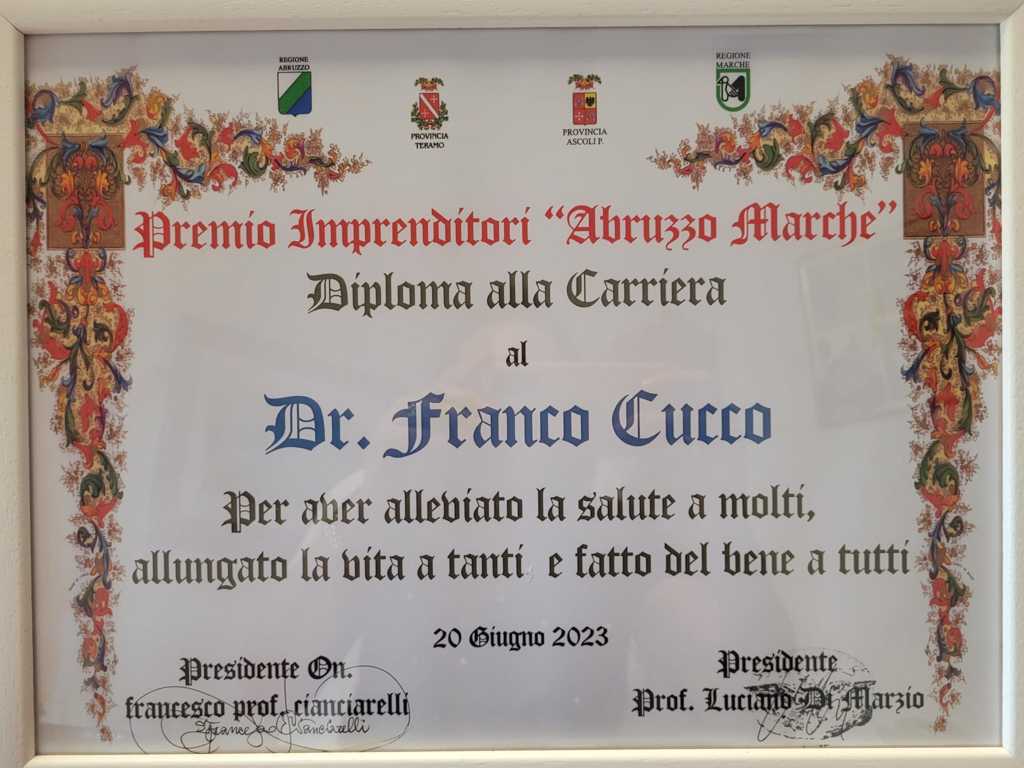 REGIONE
ABRUZZO
PROVINCIA
TERAMO
PROVINCIA
ASCOLI P.
REGIONE
MARCHE
Premio Imprenditori “Abruzzo Marche”
Diploma alla Carriera
al
Dr. Franco Cucco
Per aver alleviato la salute a molti,
allungato la vita a tanti e fatto del bene a tutti
20 Giugno 2023
Presidente On.
francesco prof. cianciarelli
Presidente
Prof. Luciano Di Marzio